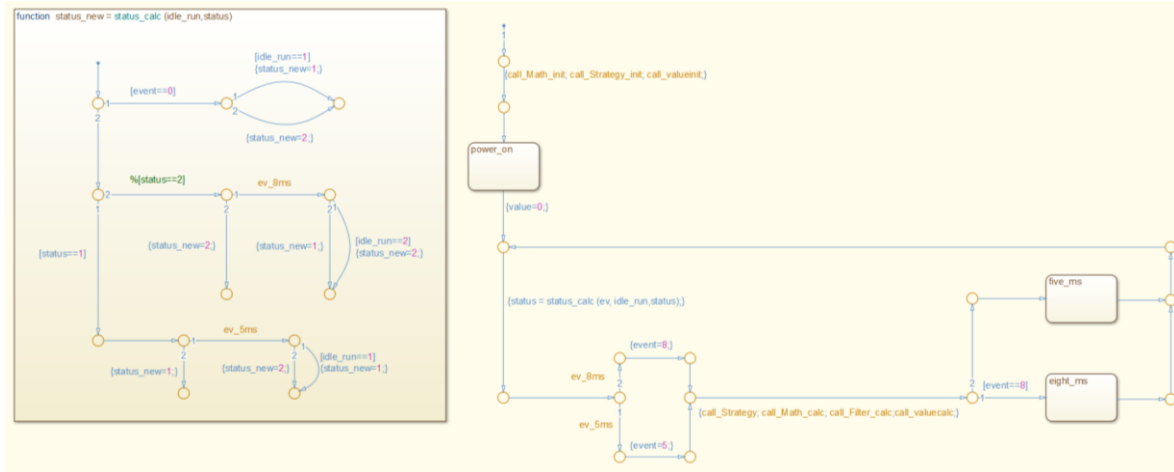 function status_new = status_calc (idle_run,status)
1
[idle_run==1]
{status_new=1;}
[event==0]
1
1
2
2
{status_new=2;}
{call_Math_init; call_Strategy_init; call_valueinit;}
power_on
%[status==2]
ev_8ms
2
1
1
2
2
1
{value=0;}
[status==1]
{status_new=2;}
{status_new=1;}
[idle_run==2]
{status_new=2;}
five_ms
{status = status_calc (ev, idle_run,status);}
ev_5ms
1
1
2
2
[idle_run==1]
{status_new=1;}
{status_new=1;}
{status_new=2;}
{event=8;}
ev_8ms
2
1
ev_5ms
{event=5;}
{call_Strategy; call_Math_calc; call_Filter_calc;call_valuecalc;}
2
1
[event==8]
eight_ms